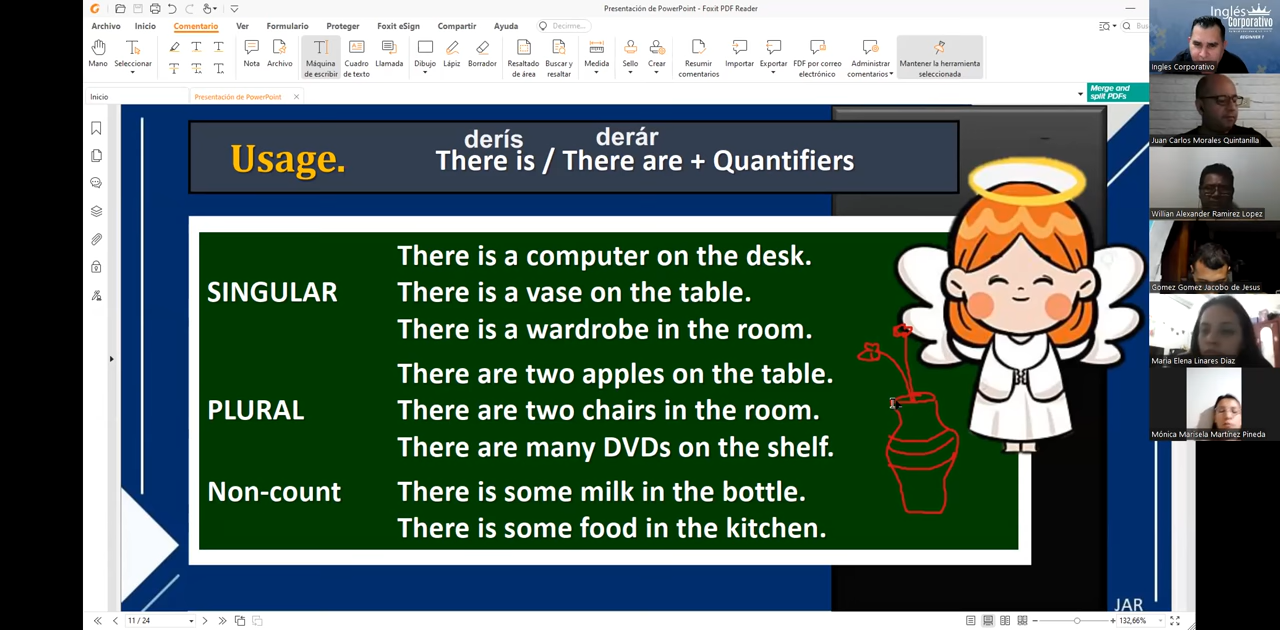 Presentación de PowerPoint - Foxit PDF Reader
Archivo Inicio Comentario Ver Formulario Proteger Foxit eSign Compartir Ayuda Decirme...
Mano Seleccionar Nota Archivo Máquina de escribir Cuadro de texto Llamada Dibujo Lápiz Borrador Resaltado de área Buscar y resaltar Medida Sello Crear Resumir comentarios Importar Exportar PDF por correo electrónico Administrar comentarios Mantener la herramienta seleccionada
Inicio Presentación de PowerPoint
Merge and split PDFs
derís derár
Usage. There is / There are + Quantifiers
There is a computer on the desk.
SINGULAR There is a vase on the table.
There is a wardrobe in the room.
There are two apples on the table.
PLURAL There are two chairs in the room.
There are many DVDs on the shelf.
Non-count There is some milk in the bottle.
There is some food in the kitchen.
JAR
11 / 24
132,66%
Inglés
Corporativo
BEGINNER 1
Ingles Corporativo
Juan Carlos Morales Quintanilla
Willian Alexander Ramirez Lopez
Gomez Gomez Jacobo de Jesus
Maria Elena Linares Diaz
Mónica Marisela Martínez Pineda